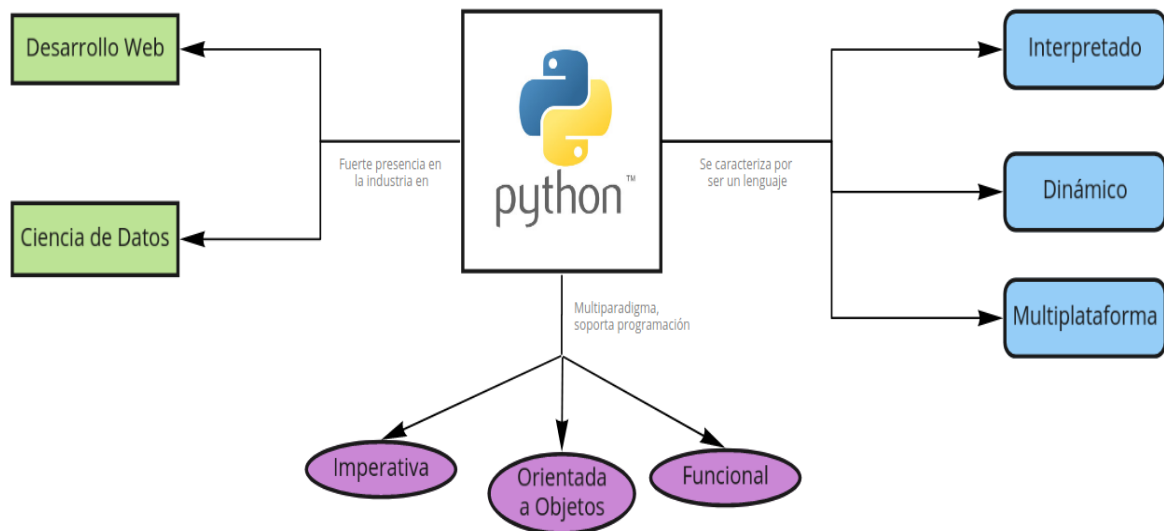 Desarrollo Web
Ciencia de Datos
Fuerte presencia en
la industria en
python™
Se caracteriza por
ser un lenguaje
Interpretado
Dinámico
Multiplataforma
Multiparadigma,
soporta programación
Imperativa
Orientada
a Objetos
Funcional